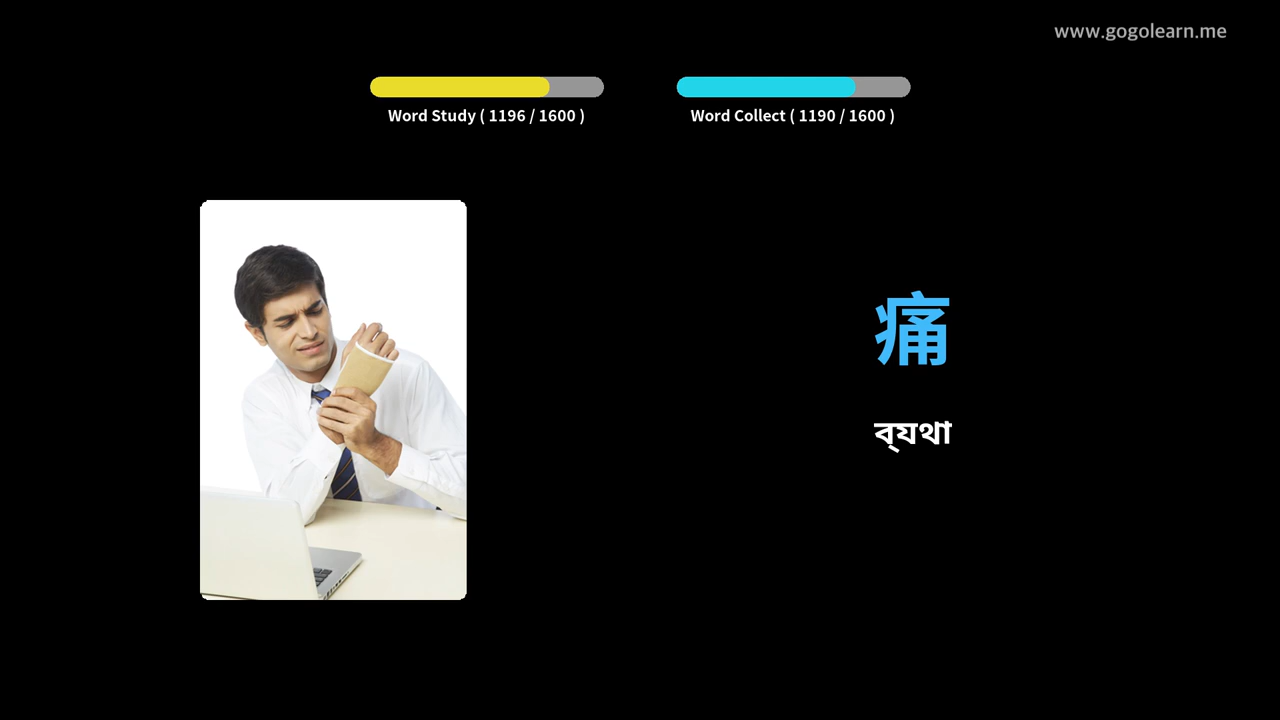 www.gogolearn.me
Word Study ( 1196 / 1600 )
Word Collect ( 1190 / 1600 )
痛
ব্যথা